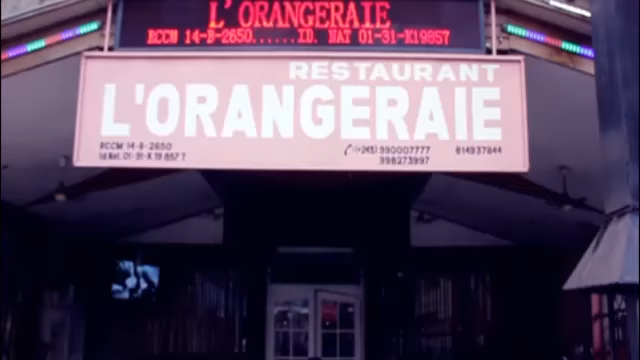 L'ORANGERAIE
RCCM 14-B-2650......ID. NAT 01-31-K19857
RESTAURANT
L'ORANGERAIE
RCCM 14-B-2650
Id.Nat. 01-31-K 19 857 T
(+243) 990007777 814937844
998273997